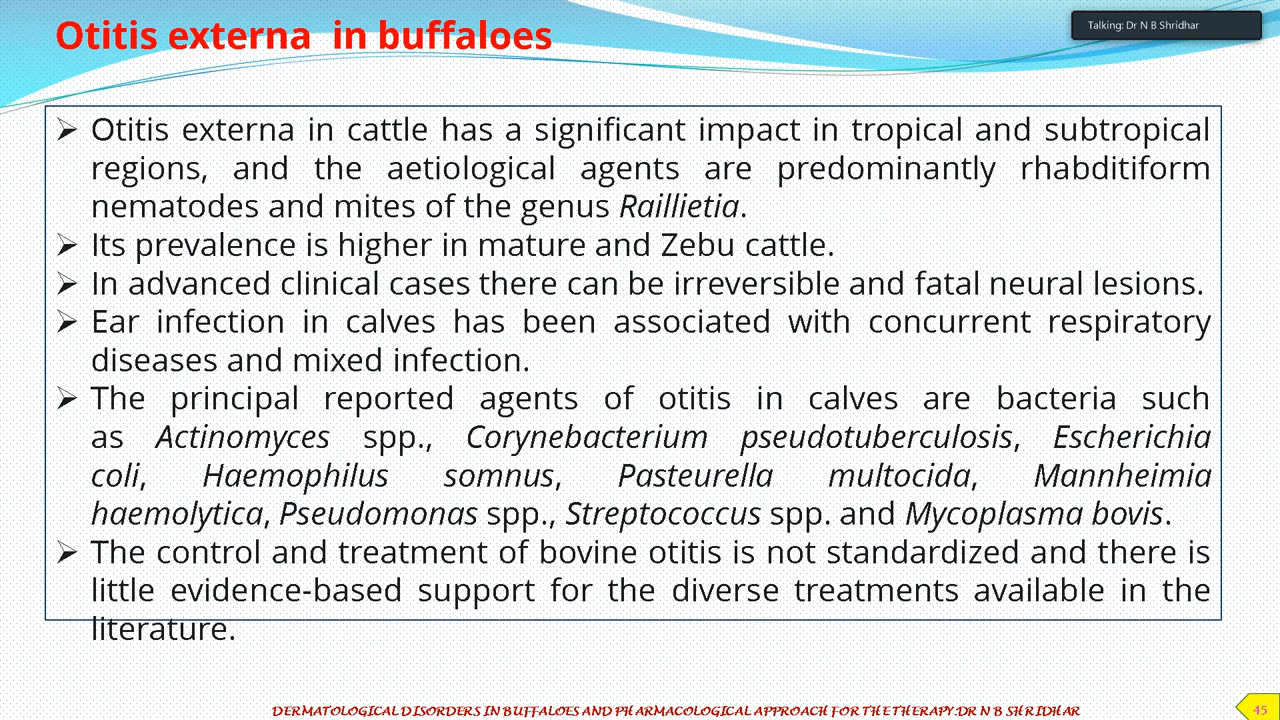 Otitis externa in buffaloes
Talking: Dr N B Shridhar
➢ Otitis externa in cattle has a significant impact in tropical and subtropical
regions, and the aetiological agents are predominantly rhabditiform
nematodes and mites of the genus Raillietia.
➢ Its prevalence is higher in mature and Zebu cattle.
➢ In advanced clinical cases there can be irreversible and fatal neural lesions.
➢ Ear infection in calves has been associated with concurrent respiratory
diseases and mixed infection.
➢ The principal reported agents of otitis in calves are bacteria such
as Actinomyces spp., Corynebacterium pseudotuberculosis, Escherichia
coli, Haemophilus somnus, Pasteurella multocida, Mannheimia
haemolytica, Pseudomonas spp., Streptococcus spp. and Mycoplasma bovis.
➢ The control and treatment of bovine otitis is not standardized and there is
little evidence-based support for the diverse treatments available in the
literature.
DERMATOLOGICAL DISORDERS IN BUFFALOES AND PHARMACOLOGICAL APPROACH FOR THE THERAPY:DR N B SHRIDHAR
45